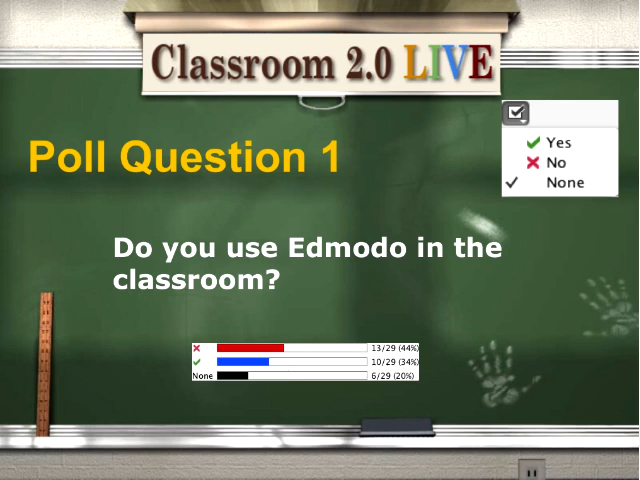 Classroom 2.0 LIVE
Poll Question 1
Yes
No
None
Do you use Edmodo in the
classroom?
13/29 (44%)
10/29 (34%)
None 6/29 (20%)